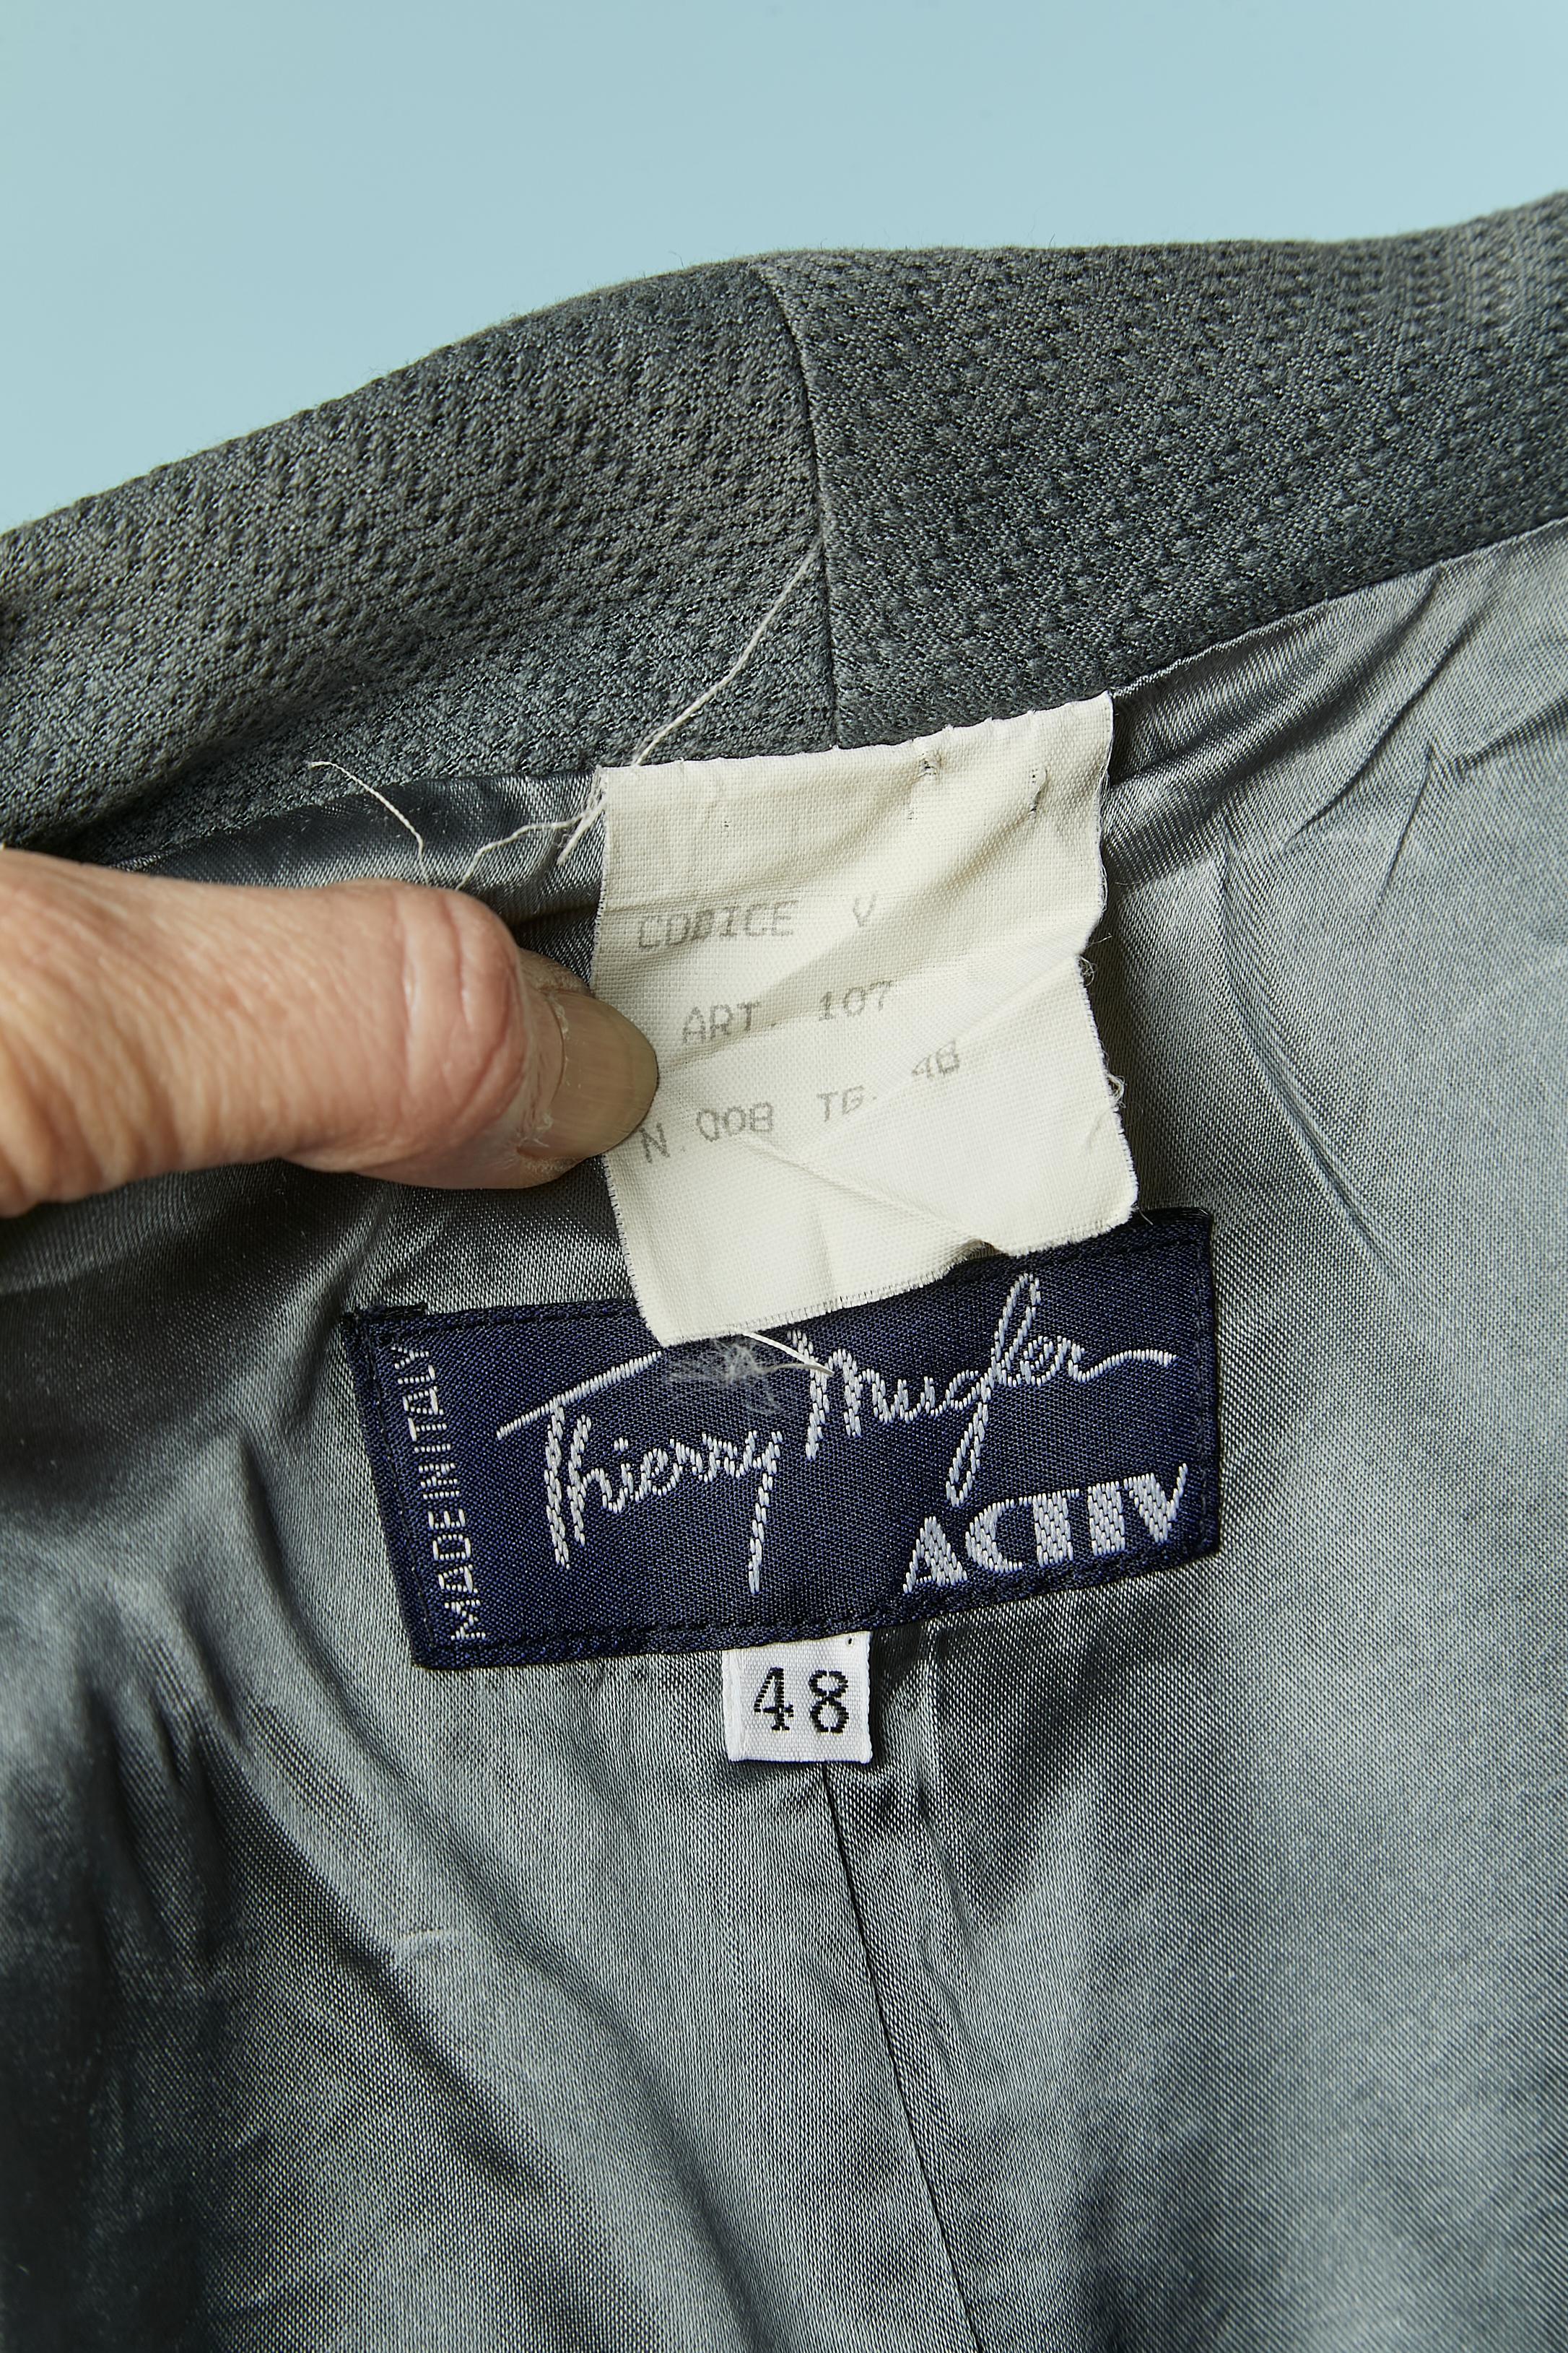 CODICE V
ART. 107
N. 008 TG. 48
MADE IN ITALY
Thierry Mugler
ACTIV
48